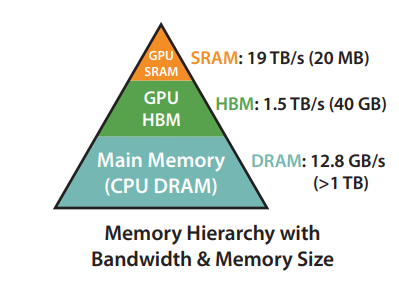 GPU
SRAM
SRAM: 19 TB/s (20 MB)
GPU
HBM
HBM: 1.5 TB/s (40 GB)
Main Memory
(CPU DRAM)
DRAM: 12.8 GB/s
(>1 TB)
Memory Hierarchy with
Bandwidth & Memory Size